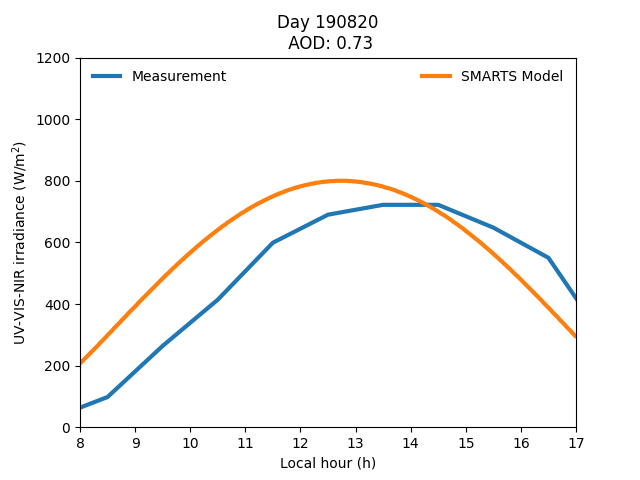 Day 190820
AOD: 0.73
Measurement
SMARTS Model
UV-VIS-NIR irradiance (W/m²)
1200
1000
800
600
400
200
0
8 9 10 11 12 13 14 15 16 17
Local hour (h)